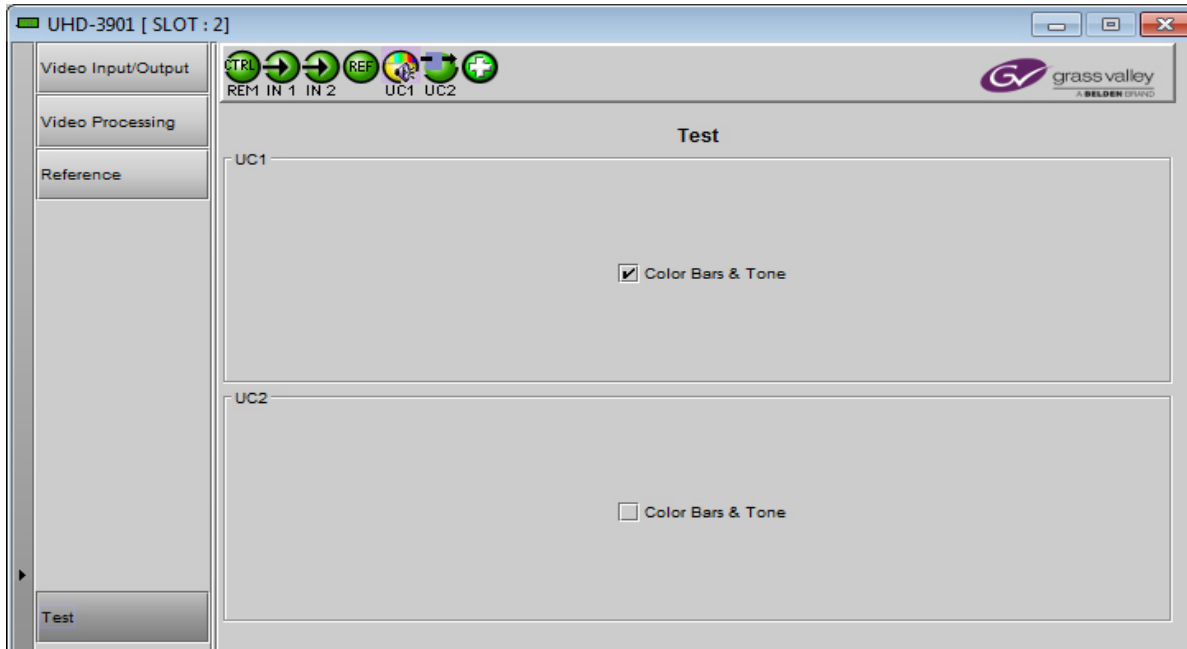 UHD-3901 [ SLOT : 2]
Video Input/Output
Video Processing
Reference
Test
CTRL REF
REM IN 1 IN 2 UC1 UC2
GV grass valley
A BELDEN BRAND
Test
UC1
Color Bars & Tone
UC2
Color Bars & Tone